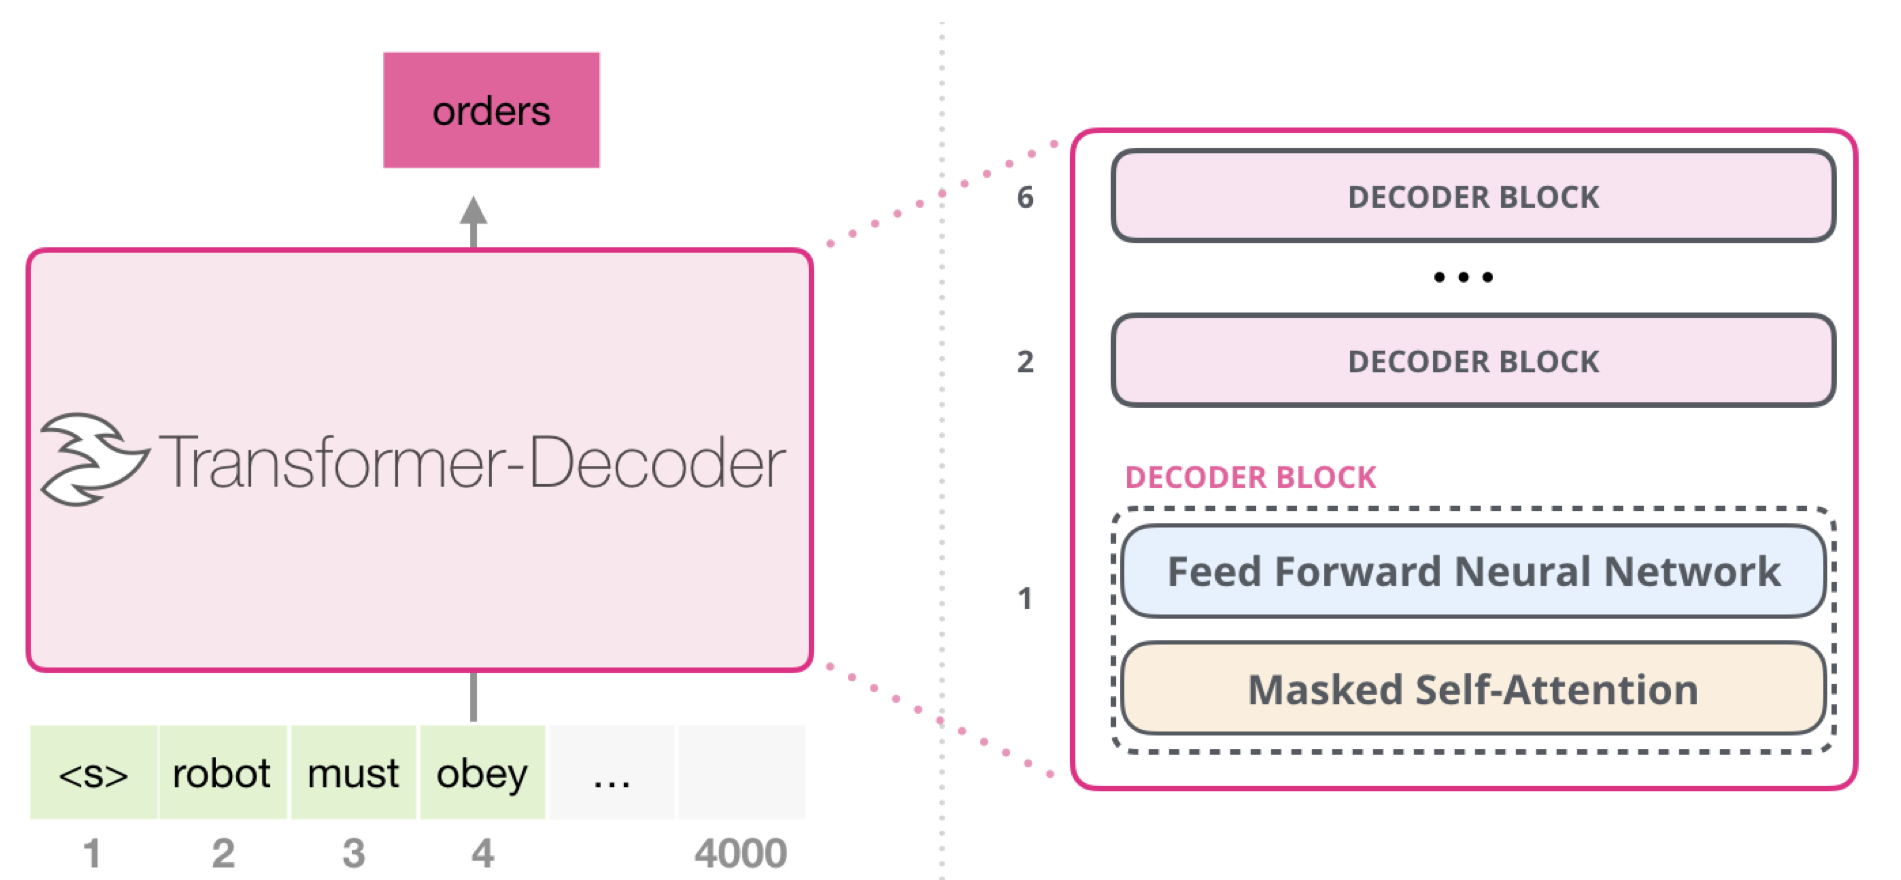 orders
Transformer-Decoder
<s> robot must obey ...
1 2 3 4 4000
6 DECODER BLOCK
...
2 DECODER BLOCK
DECODER BLOCK
Feed Forward Neural Network
1
Masked Self-Attention